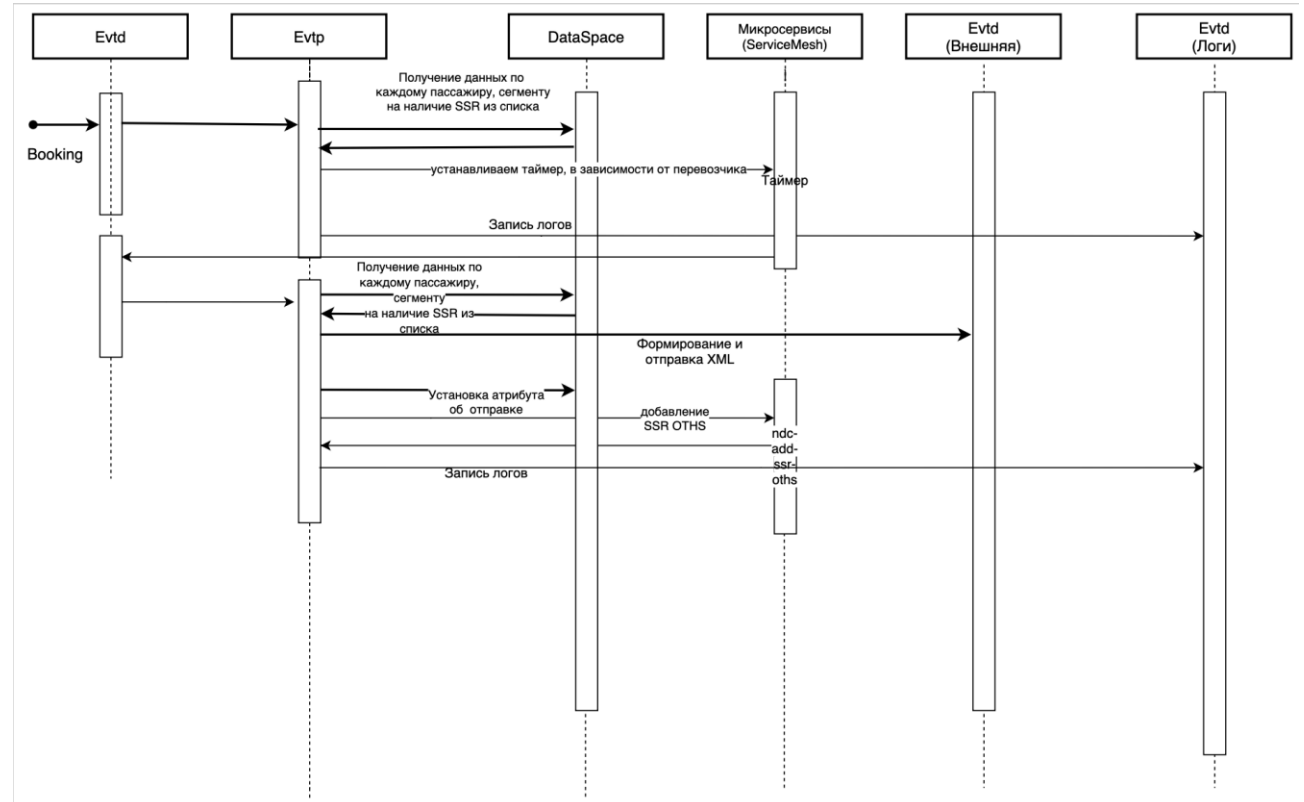 Evtd
Evtp
DataSpace
Микросервисы
(ServiceMesh)
Evtd
(Внешняя)
Evtd
(Логи)
Получение данных по
каждому пассажиру, сегменту
на наличие SSR из списка
Booking
устанавливаем таймер, в зависимости от перевозчика
Таймер
Запись логов
Получение данных по
каждому пассажиру,
сегменту
на наличие SSR из
списка
Формирование и
отправка XML
Установка атрибута
об отправке
добавление
SSR OTHS
ndc-
add-
ssr-
oths
Запись логов